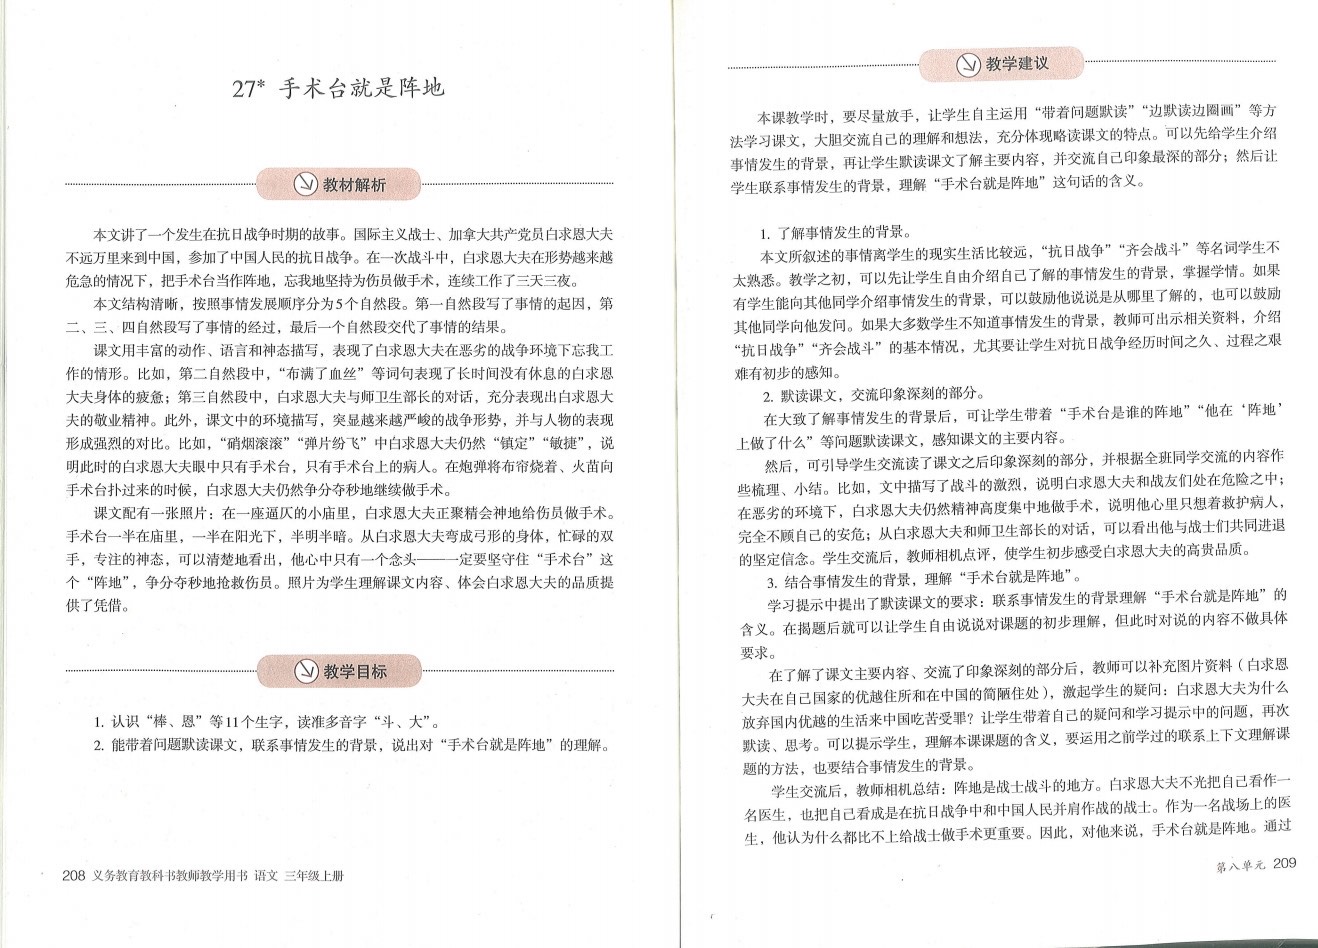 27* 手术台就是阵地
教材解析
本文讲了一个发生在抗日战争时期的故事。国际主义战士、加拿大共产党员白求恩大夫
不远万里来到中国，参加了中国人民的抗日战争。在一次战斗中，白求恩大夫在形势越来越
危急的情况下，把手术台当作阵地，忘我地坚持为伤员做手术，连续工作了三天三夜。
本文结构清晰，按照事情发展顺序分为5个自然段。第一自然段写了事情的起因，第
二、三、四自然段写了事情的经过，最后一个自然段交代了事情的结果。
课文用丰富的动作、语言和神态描写，表现了白求恩大夫在恶劣的战争环境下忘我工
作的情形。比如，第二自然段中，“布满了血丝”等词句表现了长时间没有休息的白求恩
大夫身体的疲惫；第三自然段中，白求恩大夫与师卫生部长的对话，充分表现出白求恩大
夫的敬业精神。此外，课文中的环境描写，突显越来越严峻的战争形势，并与人物的表现
形成强烈的对比。比如，“硝烟滚滚”“弹片纷飞”中白求恩大夫仍然“镇定”“敏捷”，说
明此时的白求恩大夫眼中只有手术台，只有手术台上的病人。在炮弹将布帘烧着、火苗向
手术台扑过来的时候，白求恩大夫仍然争分夺秒地继续做手术。
课文配有一张照片：在一座逼仄的小庙里，白求恩大夫正聚精会神地给伤员做手术。
手术台一半在庙里，一半在阳光下，半明半暗。从白求恩大夫弯成弓形的身体，忙碌的双
手，专注的神态，可以清楚地看出，他心中只有一个念头——一定要坚守住“手术台”这
个“阵地”，争分夺秒地抢救伤员。照片为学生理解课文内容、体会白求恩大夫的品质提
供了凭借。
教学目标
1. 认识“棒、恩”等11个生字，读准多音字“斗、大”。
2. 能带着问题默读课文，联系事情发生的背景，说出对“手术台就是阵地”的理解。
208 义务教育教科书教师教学用书 语文 三年级上册
教学建议
本课教学时，要尽量放手，让学生自主运用“带着问题默读”“边默读边圈画”等方
法学习课文，大胆交流自己的理解和想法，充分体现略读课文的特点。可以先给学生介绍
事情发生的背景，再让学生默读课文了解主要内容，并交流自己印象最深的部分；然后让
学生联系事情发生的背景，理解“手术台就是阵地”这句话的含义。
1. 了解事情发生的背景。
本文所叙述的事情离学生的现实生活比较远，“抗日战争”“齐会战斗”等名词学生不
太熟悉。教学之初，可以先让学生自由介绍自己了解的事情发生的背景，掌握学情。如果
有学生能向其他同学介绍事情发生的背景，可以鼓励他说说是从哪里了解的，也可以鼓励
其他同学向他发问。如果大多数学生不知道事情发生的背景，教师可出示相关资料，介绍
“抗日战争”“齐会战斗”的基本情况，尤其要让学生对抗日战争经历时间之久、过程之艰
难有初步的感知。
2. 默读课文，交流印象深刻的部分。
在大致了解事情发生的背景后，可让学生带着“手术台是谁的阵地”“他在‘阵地’
上做了什么”等问题默读课文，感知课文的主要内容。
然后，可引导学生交流读了课文之后印象深刻的部分，并根据全班同学交流的内容作
些梳理、小结。比如，文中描写了战斗的激烈，说明白求恩大夫和战友们处在危险之中；
在恶劣的环境下，白求恩大夫仍然精神高度集中地做手术，说明他心里只想着救护病人，
完全不顾自己的安危；从白求恩大夫和师卫生部长的对话，可以看出他与战士们共同进退
的坚定信念。学生交流后，教师相机点评，使学生初步感受白求恩大夫的高贵品质。
3. 结合事情发生的背景，理解“手术台就是阵地”。
学习提示中提出了默读课文的要求：联系事情发生的背景理解“手术台就是阵地”的
含义。在揭题后就可以让学生自由说说对课题的初步理解，但此时对说的内容不做具体
要求。
在了解了课文主要内容、交流了印象深刻的部分后，教师可以补充图片资料（白求恩
大夫在自己国家的优越住所和在中国的简陋住处），激起学生的疑问：白求恩大夫为什么
放弃国内优越的生活来中国吃苦受罪？让学生带着自己的疑问和学习提示中的问题，再次
默读、思考。可以提示学生，理解本课课题的含义，要运用之前学过的联系上下文理解课
题的方法，也要结合事情发生的背景。
学生交流后，教师相机总结：阵地是战士战斗的地方。白求恩大夫不光把自己看作一
名医生，也把自己看成是在抗日战争中和中国人民并肩作战的战士。作为一名战场上的医
生，他认为什么都比不上给战士做手术更重要。因此，对他来说，手术台就是阵地。通过
第八单元 209